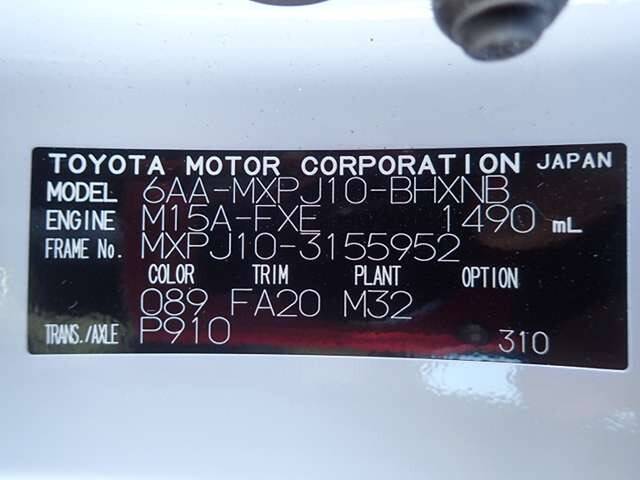 TOYOTA MOTOR CORPORATION JAPAN
MODEL 6AA-MXPJ10-BHXNB
ENGINE M15A-FXE 1490 mL
FRAME No. MXPJ10-3155952
COLOR TRIM PLANT OPTION
089 FA20 M32
TRANS./AXLE P910 310